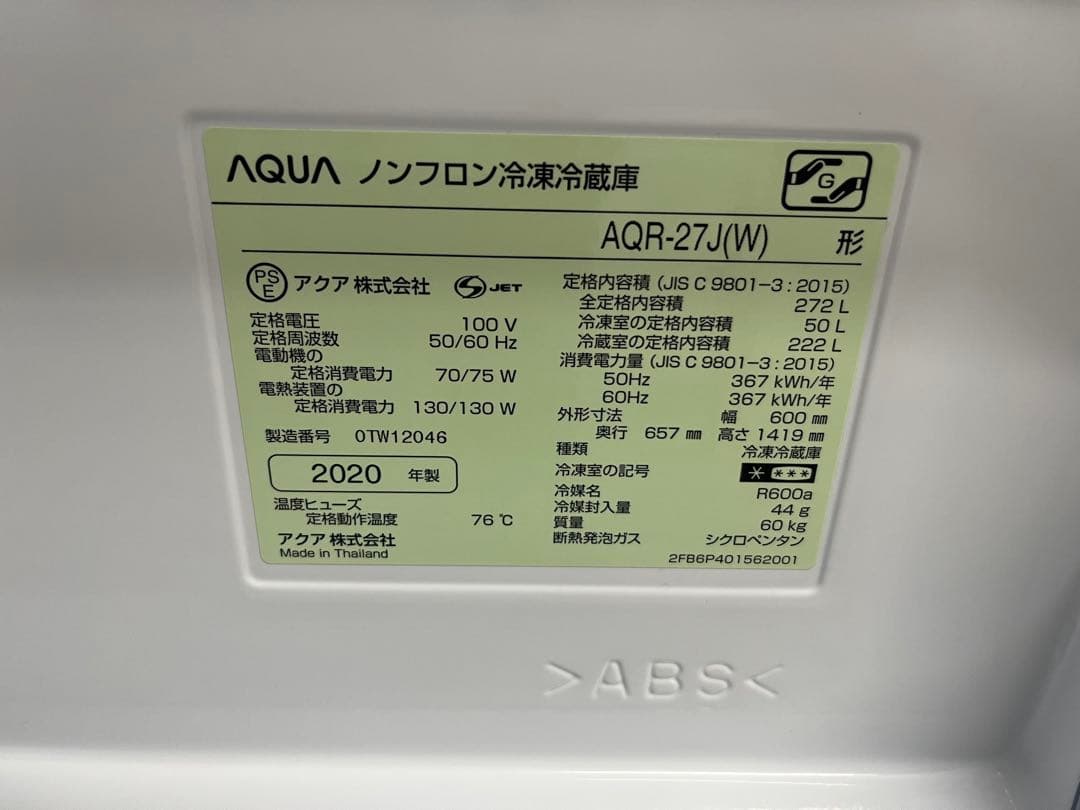 AQUA ノンフロン冷凍冷蔵庫
G
AQR-27J(W) 形
PS E アクア 株式会社 S JET
定格電圧 100 V
定格周波数 50/60 Hz
電動機の
定格消費電力 70/75 W
電熱装置の
定格消費電力 130/130 W
製造番号 0TW12046
2020 年製
温度ヒューズ
定格動作温度 76 ℃
アクア 株式会社
Made in Thailand
定格内容積 (JIS C 9801-3 : 2015)
全定格内容積 272 L
冷凍室の定格内容積 50 L
冷蔵室の定格内容積 222 L
消費電力量 (JIS C 9801-3 : 2015)
50Hz 367 kWh/年
60Hz 367 kWh/年
外形寸法 幅 600 ㎜
奥行 657 ㎜ 高さ 1419 ㎜
種類 冷凍冷蔵庫
冷凍室の記号 * ***
冷媒名 R600a
冷媒封入量 44 g
質量 60 kg
断熱発泡ガス シクロペンタン
2FB6P401562001
>ABS<